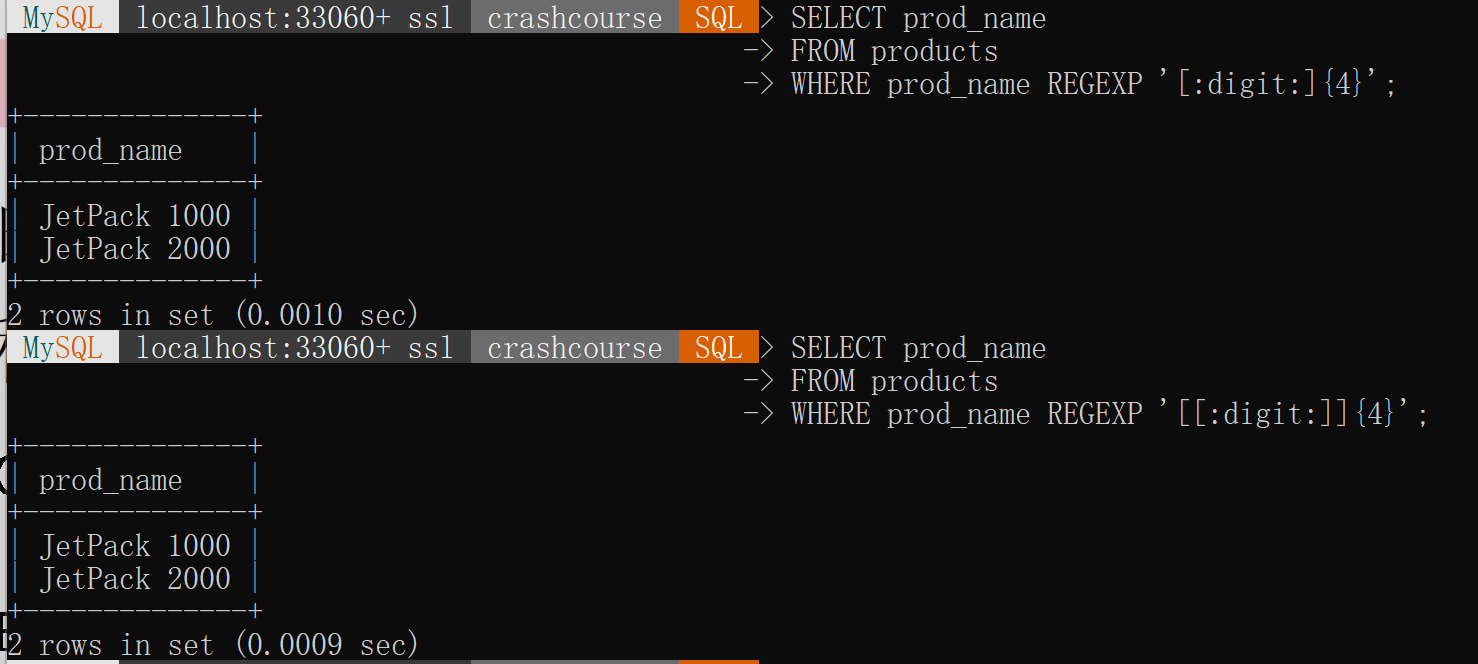 MySQL localhost:33060+ ssl crashcourse SQL > SELECT prod_name
-> FROM products
-> WHERE prod_name REGEXP '[:digit:]{4}';
+--------------+
| prod_name    |
+--------------+
| JetPack 1000 |
| JetPack 2000 |
+--------------+
2 rows in set (0.0010 sec)
MySQL localhost:33060+ ssl crashcourse SQL > SELECT prod_name
-> FROM products
-> WHERE prod_name REGEXP '[[:digit:]]{4}';
+--------------+
| prod_name    |
+--------------+
| JetPack 1000 |
| JetPack 2000 |
+--------------+
2 rows in set (0.0009 sec)